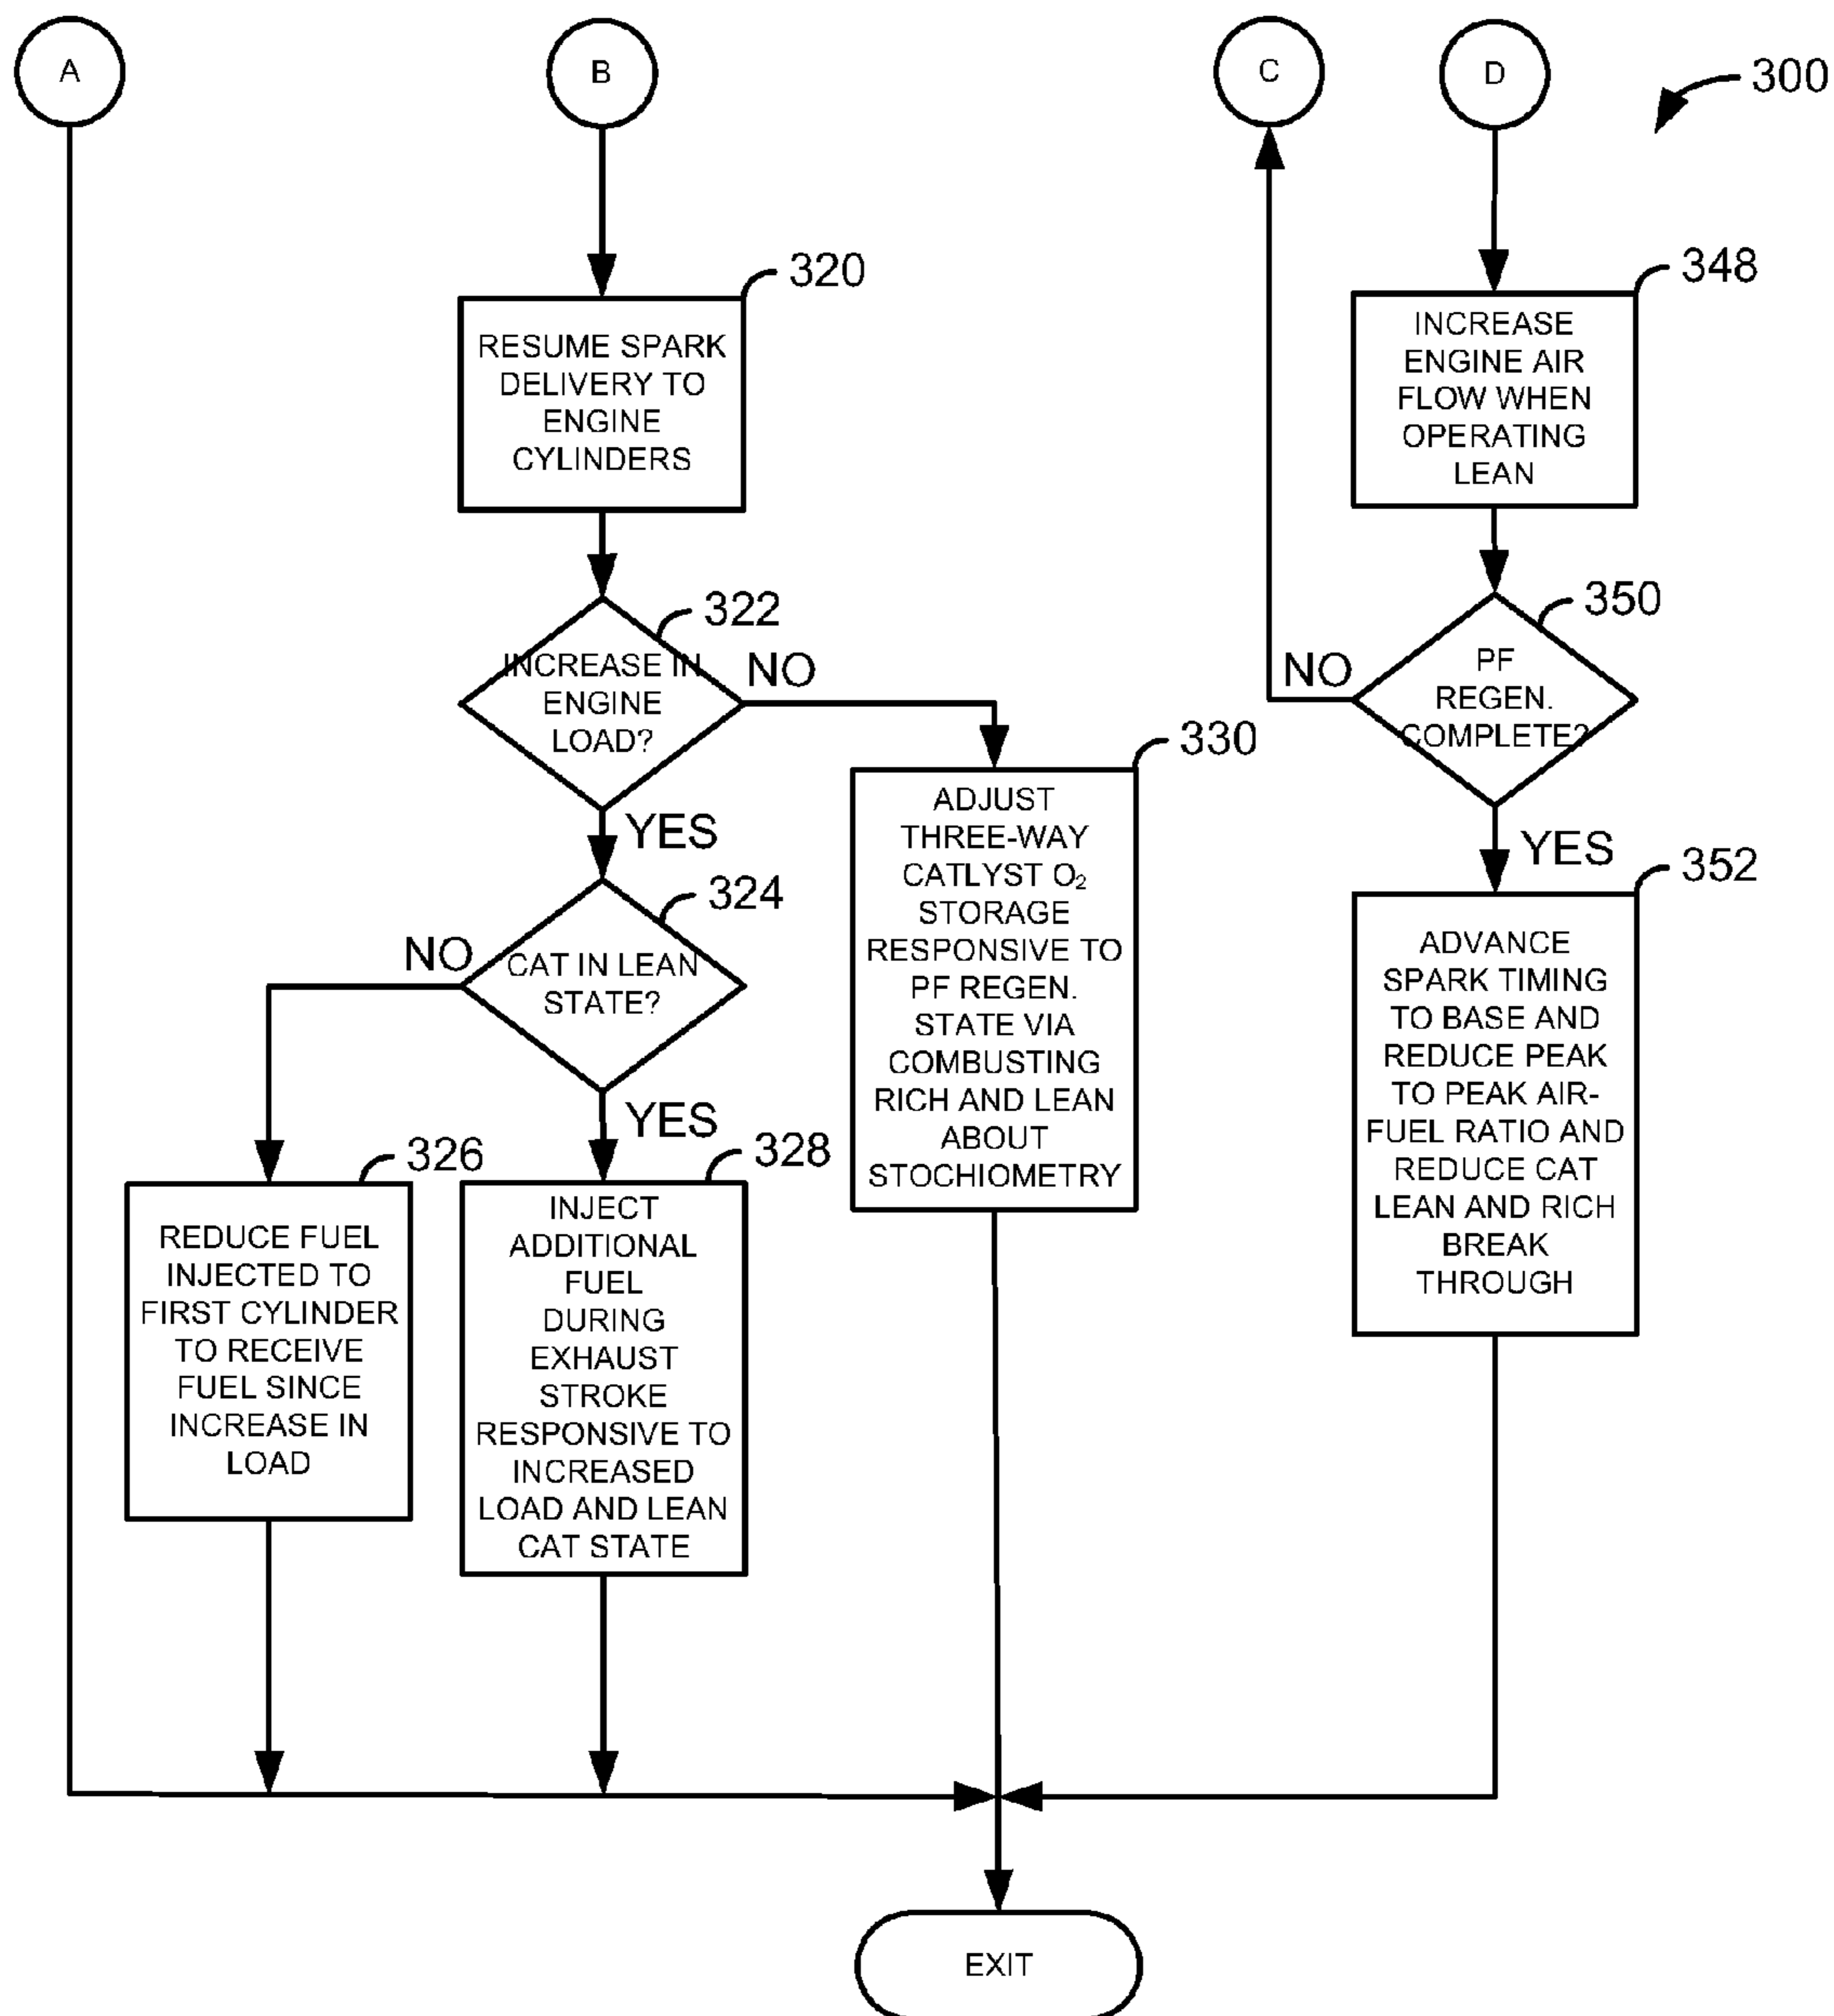 A
B
C
D
300
320
RESUME SPARK
DELIVERY TO
ENGINE
CYLINDERS
322
INCREASE IN
ENGINE
LOAD?
NO
YES
324
CAT IN LEAN
STATE?
NO
YES
326
REDUCE FUEL
INJECTED TO
FIRST CYLINDER
TO RECEIVE
FUEL SINCE
INCREASE IN
LOAD
328
INJECT
ADDITIONAL
FUEL
DURING
EXHAUST
STROKE
RESPONSIVE TO
INCREASED
LOAD AND LEAN
CAT STATE
330
ADJUST
THREE-WAY
CATLYST O₂
STORAGE
RESPONSIVE TO
PF REGEN.
STATE VIA
COMBUSTING
RICH AND LEAN
ABOUT
STOCHIOMETRY
348
INCREASE
ENGINE AIR
FLOW WHEN
OPERATING
LEAN
350
PF
REGEN.
COMPLETE?
NO
YES
352
ADVANCE
SPARK TIMING
TO BASE AND
REDUCE PEAK
TO PEAK AIR-
FUEL RATIO AND
REDUCE CAT
LEAN AND RICH
BREAK
THROUGH
EXIT